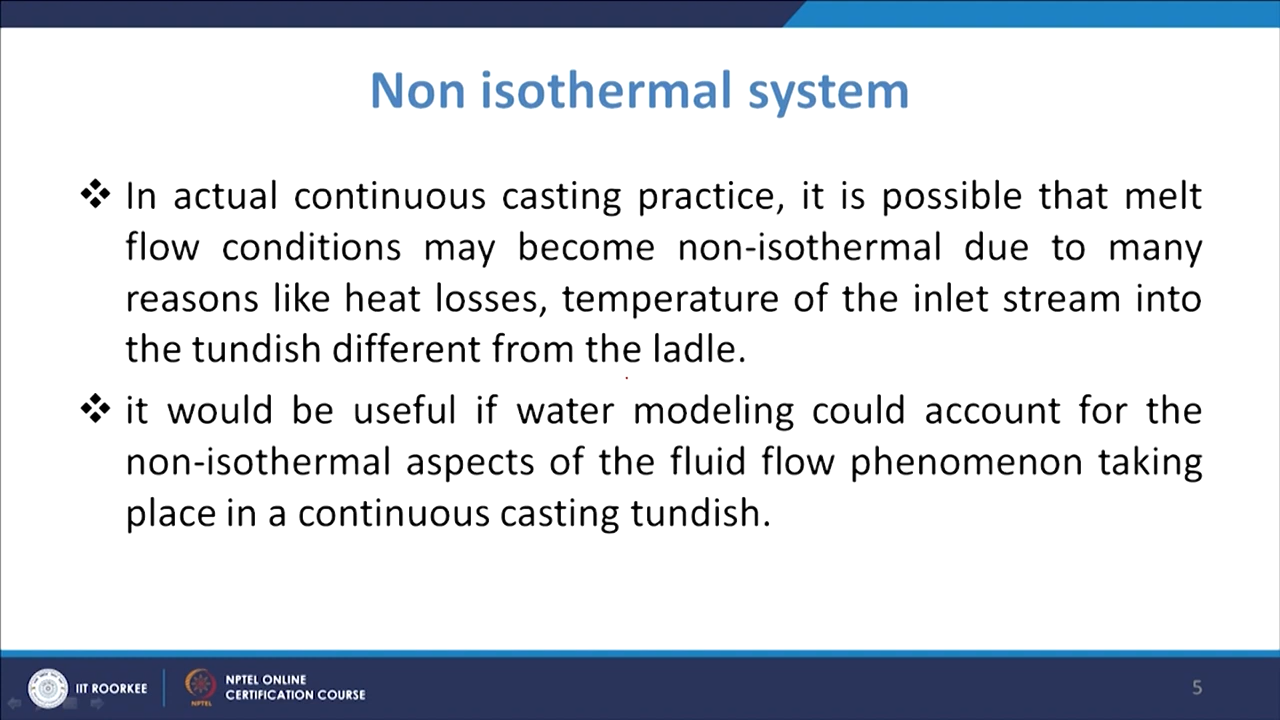 Non isothermal system
❖ In actual continuous casting practice, it is possible that melt
flow conditions may become non-isothermal due to many
reasons like heat losses, temperature of the inlet stream into
the tundish different from the ladle.
❖ it would be useful if water modeling could account for the
non-isothermal aspects of the fluid flow phenomenon taking
place in a continuous casting tundish.
IIT ROORKEE
NPTEL
NPTEL ONLINE
CERTIFICATION COURSE
5